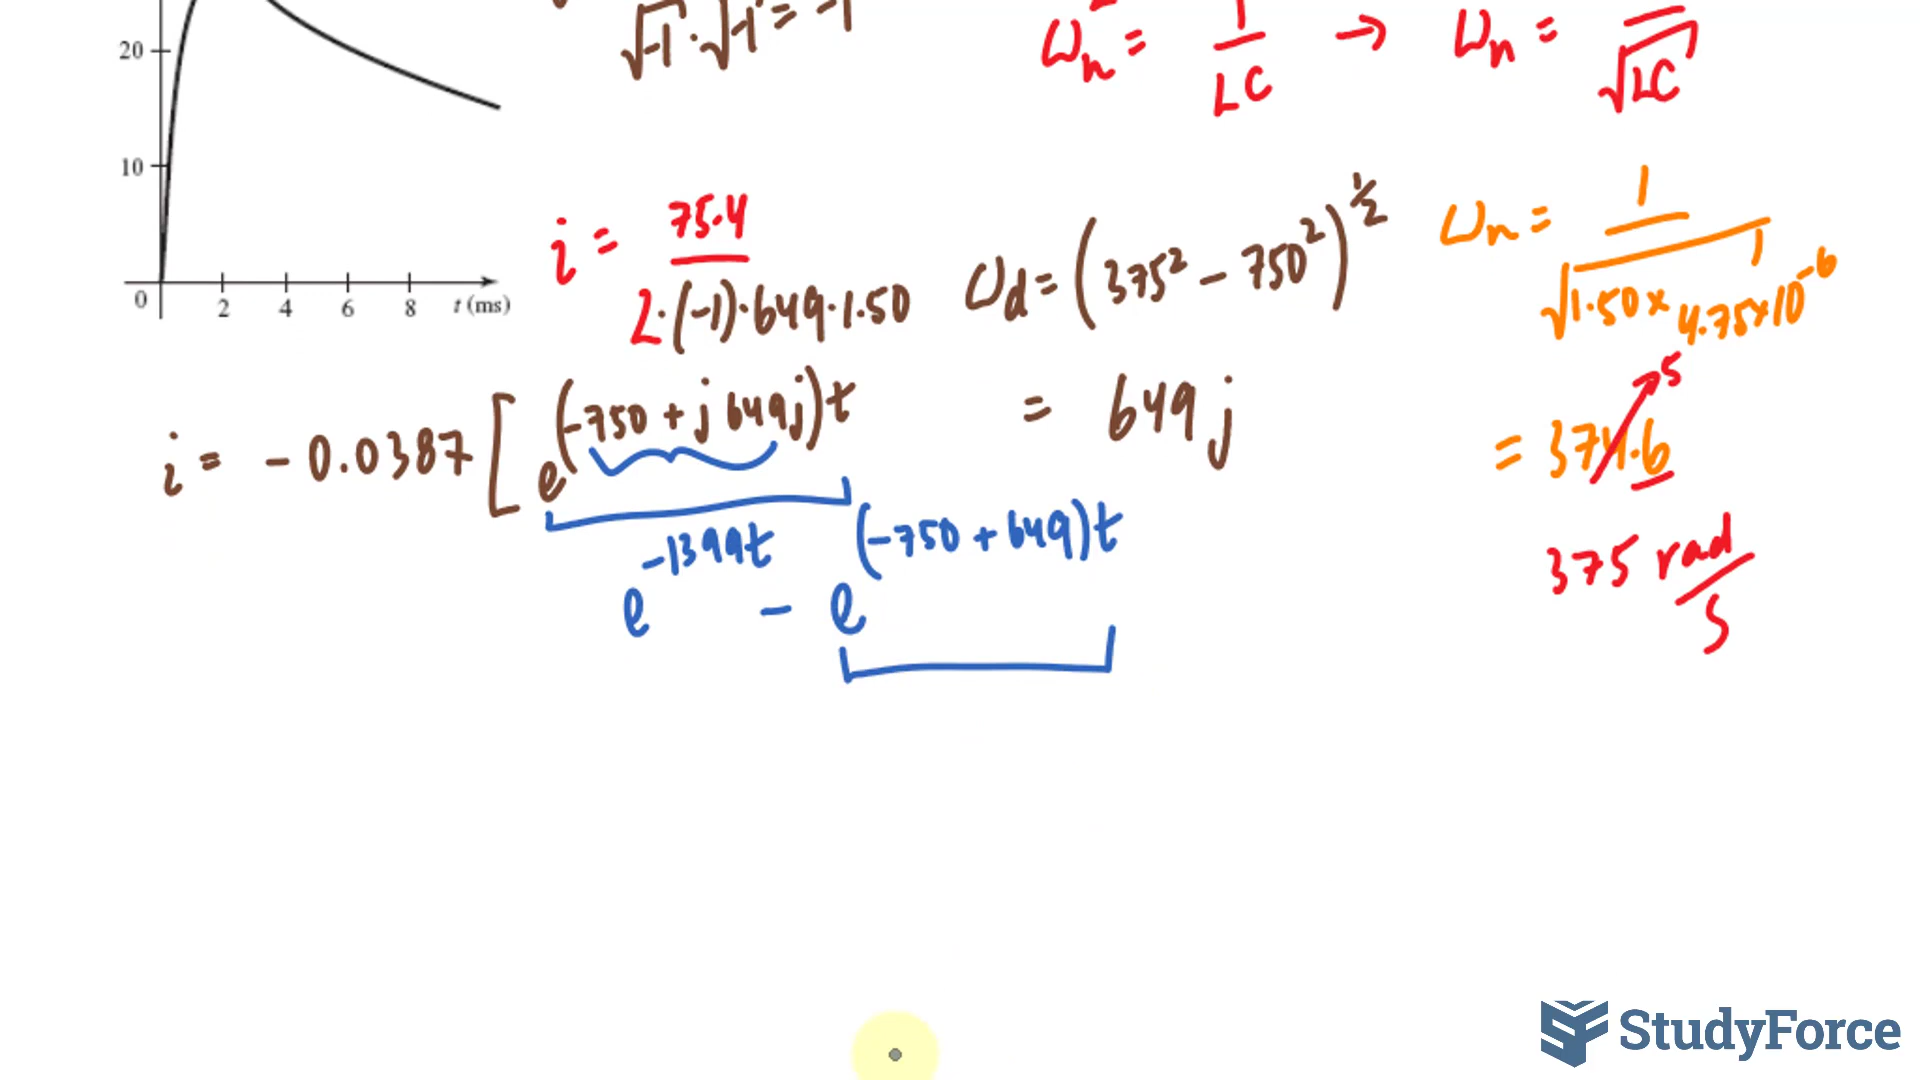 20
10
0 2 4 6 8 t (ms)
√-1 · √-1 = -1
ωn² = 1/LC → ωn = 1/√LC
i = 75.4 / 2·(-1)·649·1.50
ωd = (375² - 750²)^½
= 649j
ωn = 1/√1.50 × 4.75×10^-6
= 374.6 5
375 rad/s
i = -0.0387 [e^(-750 + j 649j)t
e^-1399t - e^(-750 + 649)t
StudyForce